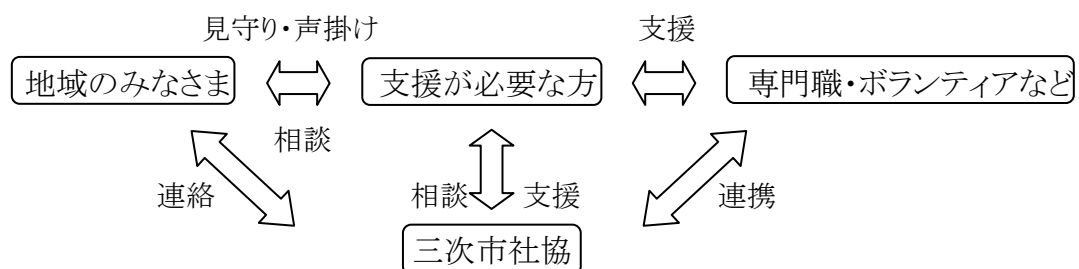 見守り・声掛け
支援
地域のみなさま
支援が必要な方
専門職・ボランティアなど
相談
連絡
相談
支援
連携
三次市社協